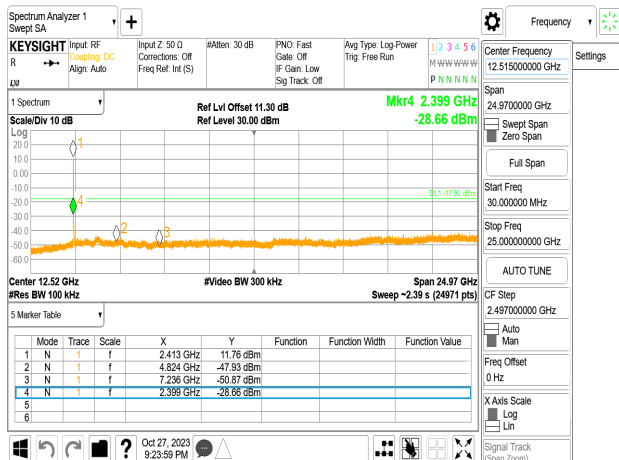 Spectrum Analyzer 1
Swept SA
Frequency
KEYSIGHT
R
LNI
Input: RF
Coupling: DC
Align: Auto
Input Z: 50 Ω
Corrections: Off
Freq Ref: Int (S)
#Atten: 30 dB
PNO: Fast
Gate: Off
IF Gain: Low
Sig Track: Off
Avg Type: Log-Power
Trig: Free Run
1 2 3 4 5 6
M W W W W W
P N N N N N
Center Frequency
12.515000000 GHz
Settings
Span
24.9700000 GHz
Swept Span
Zero Span
Full Span
Start Freq
30.000000 MHz
Stop Freq
25.000000000 GHz
AUTO TUNE
CF Step
2.497000000 GHz
Auto
Man
Freq Offset
0 Hz
X Axis Scale
Log
Lin
Signal Track
(Span Zoom)
1 Spectrum
Scale/Div 10 dB
Ref Lvl Offset 11.30 dB
Ref Level 30.00 dBm
Mkr4 2.399 GHz
-28.66 dBm
Log
20.0
10.0
0.00
-10.0
-20.0
-30.0
-40.0
-50.0
-60.0
1
4
2
3
DL1 -17.90 dBm
Center 12.52 GHz
#Res BW 100 kHz
#Video BW 300 kHz
Span 24.97 GHz
Sweep ~2.39 s (24971 pts)
5 Marker Table
Mode Trace Scale X Y Function Function Width Function Value
1 N 1 f 2.413 GHz 11.76 dBm
2 N 1 f 4.824 GHz -47.93 dBm
3 N 1 f 7.236 GHz -50.87 dBm
4 N 1 f 2.399 GHz -28.66 dBm
5
6
?
Oct 27, 2023
9:23:59 PM